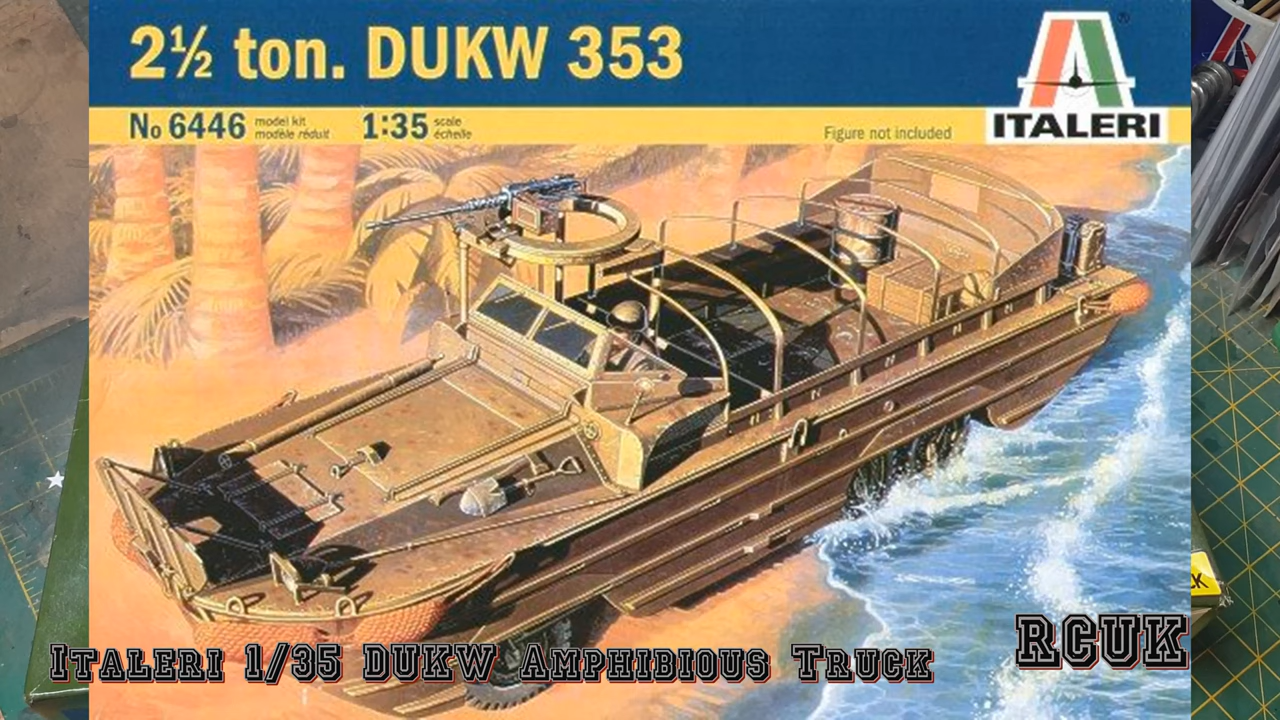 2½ ton. DUKW 353
No 6446 model kit modèle réduit 1:35 scale échelle
Figure not included
ITALERI
Italeri 1/35 DUKW Amphibious Truck
RCUK